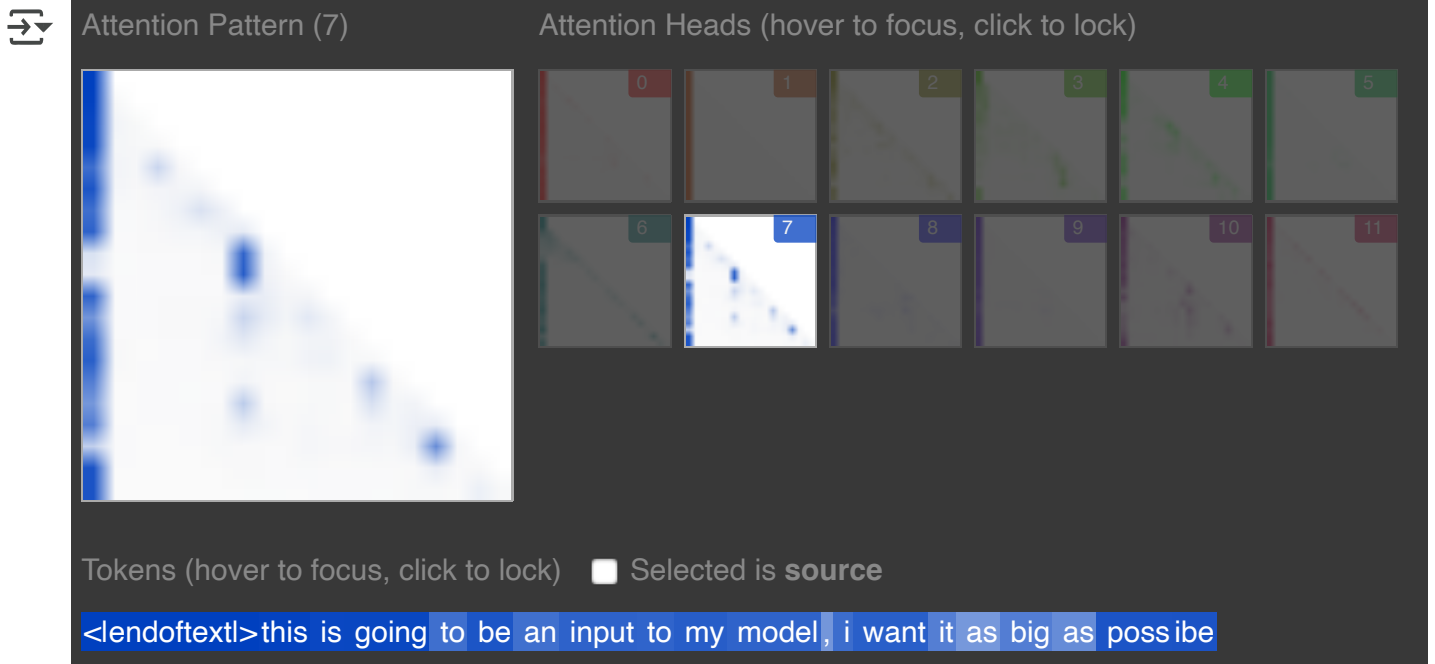 Attention Pattern (7)
Attention Heads (hover to focus, click to lock)
0 1 2 3 4 5
6 7 8 9 10 11
Tokens (hover to focus, click to lock) Selected is source
<|endoftext|>this is going to be an input to my model, i want it as big as poss ibe